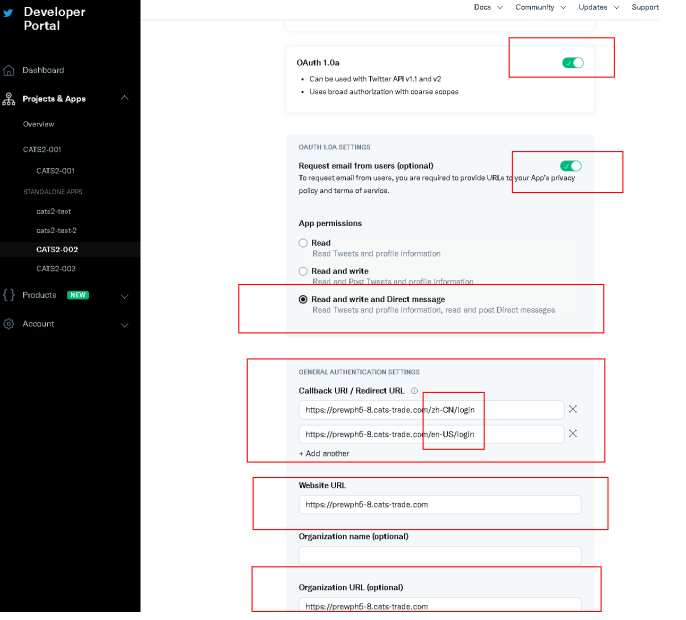 Developer
Portal
Docs
Community
Updates
Support
Dashboard
Projects & Apps
Overview
CATS2-001
CATS2-001
STANDALONE APPS
cats2-test
cats2-test-2
CATS2-002
CATS2-003
Products NEW
Account
OAuth 1.0a
• Can be used with Twitter API v1.1 and v2
• Uses broad authorization with coarse scopes
OAUTH 1.0A SETTINGS
Request email from users (optional)
To request email from users, you are required to provide URLs to your App's privacy
policy and terms of service.
App permissions
Read
Read Tweets and profile information
Read and write
Read and Post Tweets and profile information
Read and write and Direct message
Read Tweets and profile information, read and post Direct messages
GENERAL AUTHENTICATION SETTINGS
Callback URI / Redirect URL
https://prewph5-8.cats-trade.com/zh-CN/login
https://prewph5-8.cats-trade.com/en-US/login
+ Add another
Website URL
https://prewph5-8.cats-trade.com
Organization name (optional)
Organization URL (optional)
https://prewph5-8.cats-trade.com